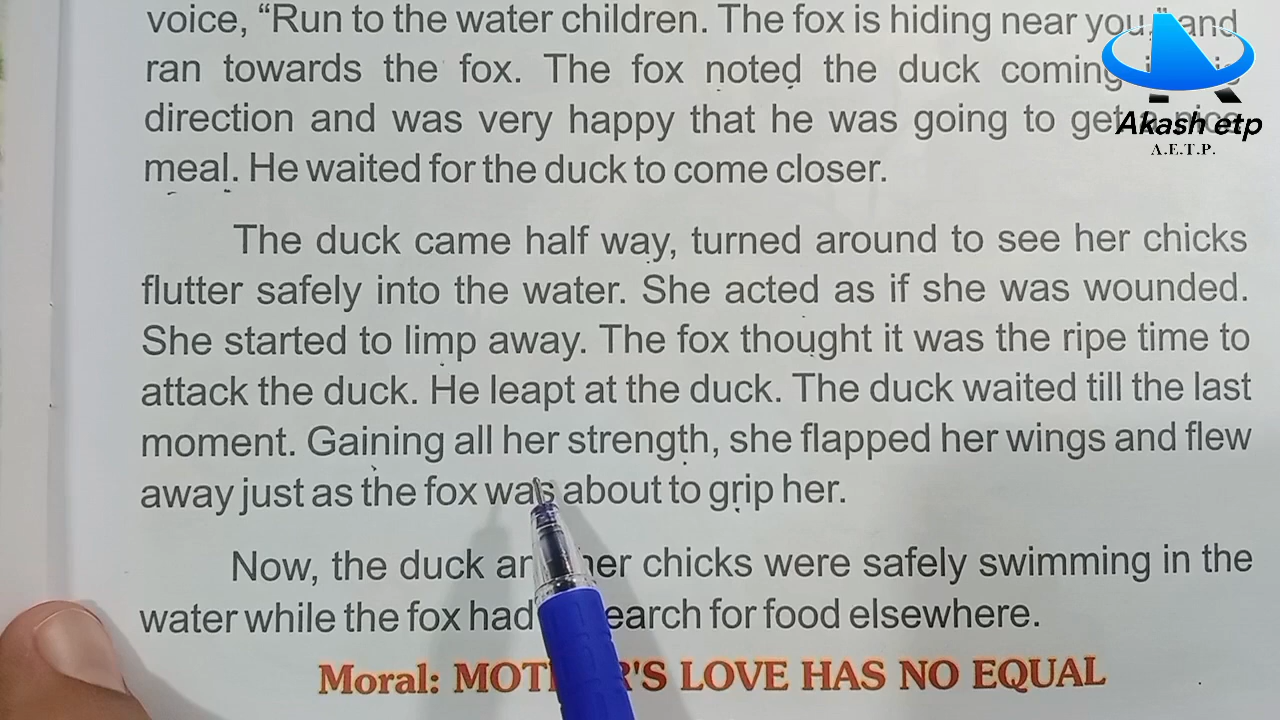 voice, “Run to the water children. The fox is hiding near you,” and
ran towards the fox. The fox noted the duck coming
direction and was very happy that he was going to get a nice
meal. He waited for the duck to come closer.
The duck came half way, turned around to see her chicks
flutter safely into the water. She acted as if she was wounded.
She started to limp away. The fox thought it was the ripe time to
attack the duck. He leapt at the duck. The duck waited till the last
moment. Gaining all her strength, she flapped her wings and flew
away just as the fox was about to grip her.
Now, the duck and her chicks were safely swimming in the
water while the fox had search for food elsewhere.
Moral: MOTHER'S LOVE HAS NO EQUAL
Akash etp
A.E.T.P.